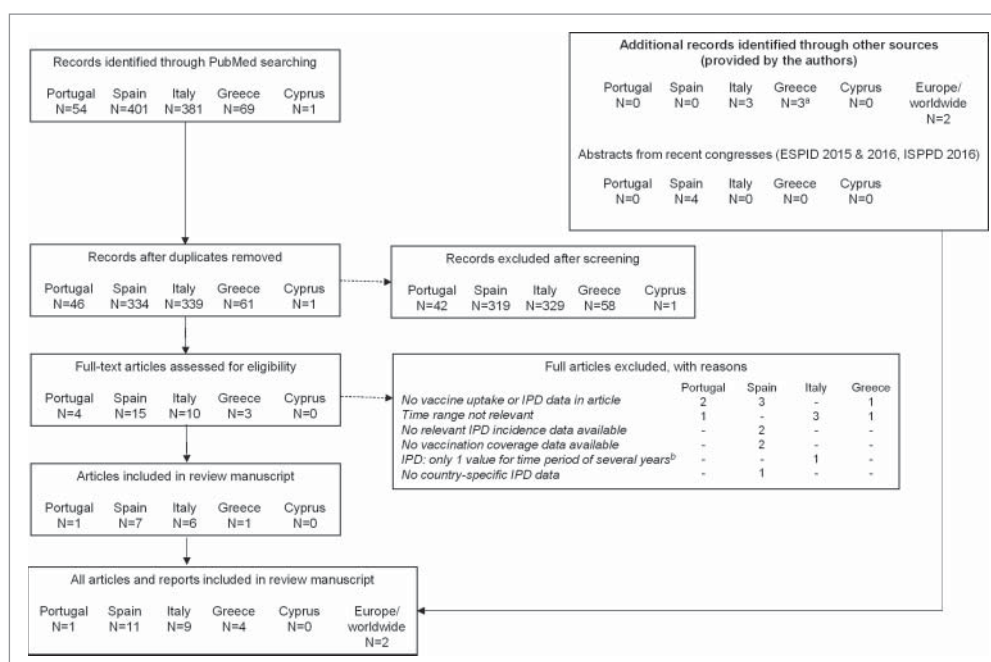 Records identified through PubMed searching
Portugal Spain Italy Greece Cyprus
N=54 N=401 N=381 N=69 N=1
Additional records identified through other sources
(provided by the authors)
Portugal Spain Italy Greece Cyprus Europe/
worldwide
N=0 N=0 N=3 N=3ᵃ N=0 N=2
Abstracts from recent congresses (ESPID 2015 & 2016, ISPPD 2016)
Portugal Spain Italy Greece Cyprus
N=0 N=4 N=0 N=0 N=0
Records after duplicates removed
Portugal Spain Italy Greece Cyprus
N=46 N=334 N=339 N=61 N=1
Records excluded after screening
Portugal Spain Italy Greece Cyprus
N=42 N=319 N=329 N=58 N=1
Full-text articles assessed for eligibility
Portugal Spain Italy Greece Cyprus
N=4 N=15 N=10 N=3 N=0
Full articles excluded, with reasons
Portugal Spain Italy Greece
No vaccine uptake or IPD data in article 2 3 - 1
Time range not relevant 1 - 3 1
No relevant IPD incidence data available - 2 - -
No vaccination coverage data available - 2 - -
IPD: only 1 value for time period of several yearsᵇ - - 1 -
No country-specific IPD data - 1 - -
Articles included in review manuscript
Portugal Spain Italy Greece Cyprus
N=1 N=7 N=6 N=1 N=0
All articles and reports included in review manuscript
Portugal Spain Italy Greece Cyprus Europe/
N=1 N=11 N=9 N=4 N=0 worldwide
N=2